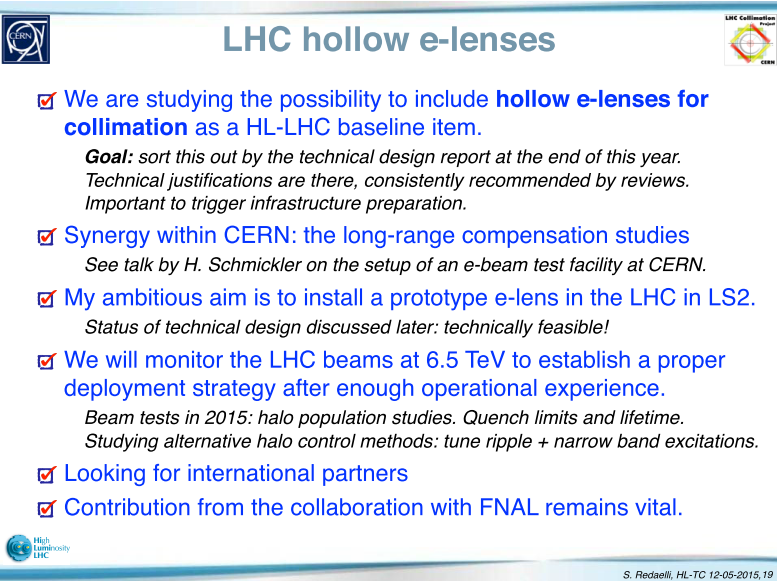 CERN
LHC hollow e-lenses
LHC Collimation
Project
CERN
We are studying the possibility to include hollow e-lenses for
collimation as a HL-LHC baseline item.
Goal: sort this out by the technical design report at the end of this year.
Technical justifications are there, consistently recommended by reviews.
Important to trigger infrastructure preparation.
Synergy within CERN: the long-range compensation studies
See talk by H. Schmickler on the setup of an e-beam test facility at CERN.
My ambitious aim is to install a prototype e-lens in the LHC in LS2.
Status of technical design discussed later: technically feasible!
We will monitor the LHC beams at 6.5 TeV to establish a proper
deployment strategy after enough operational experience.
Beam tests in 2015: halo population studies. Quench limits and lifetime.
Studying alternative halo control methods: tune ripple + narrow band excitations.
Looking for international partners
Contribution from the collaboration with FNAL remains vital.
High
Luminosity
LHC
S. Redaelli, HL-TC 12-05-2015,19